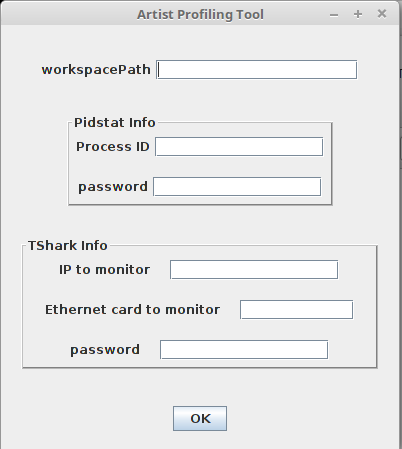 Artist Profiling Tool
workspacePath
Pidstat Info
Process ID
password
TShark Info
IP to monitor
Ethernet card to monitor
password
OK